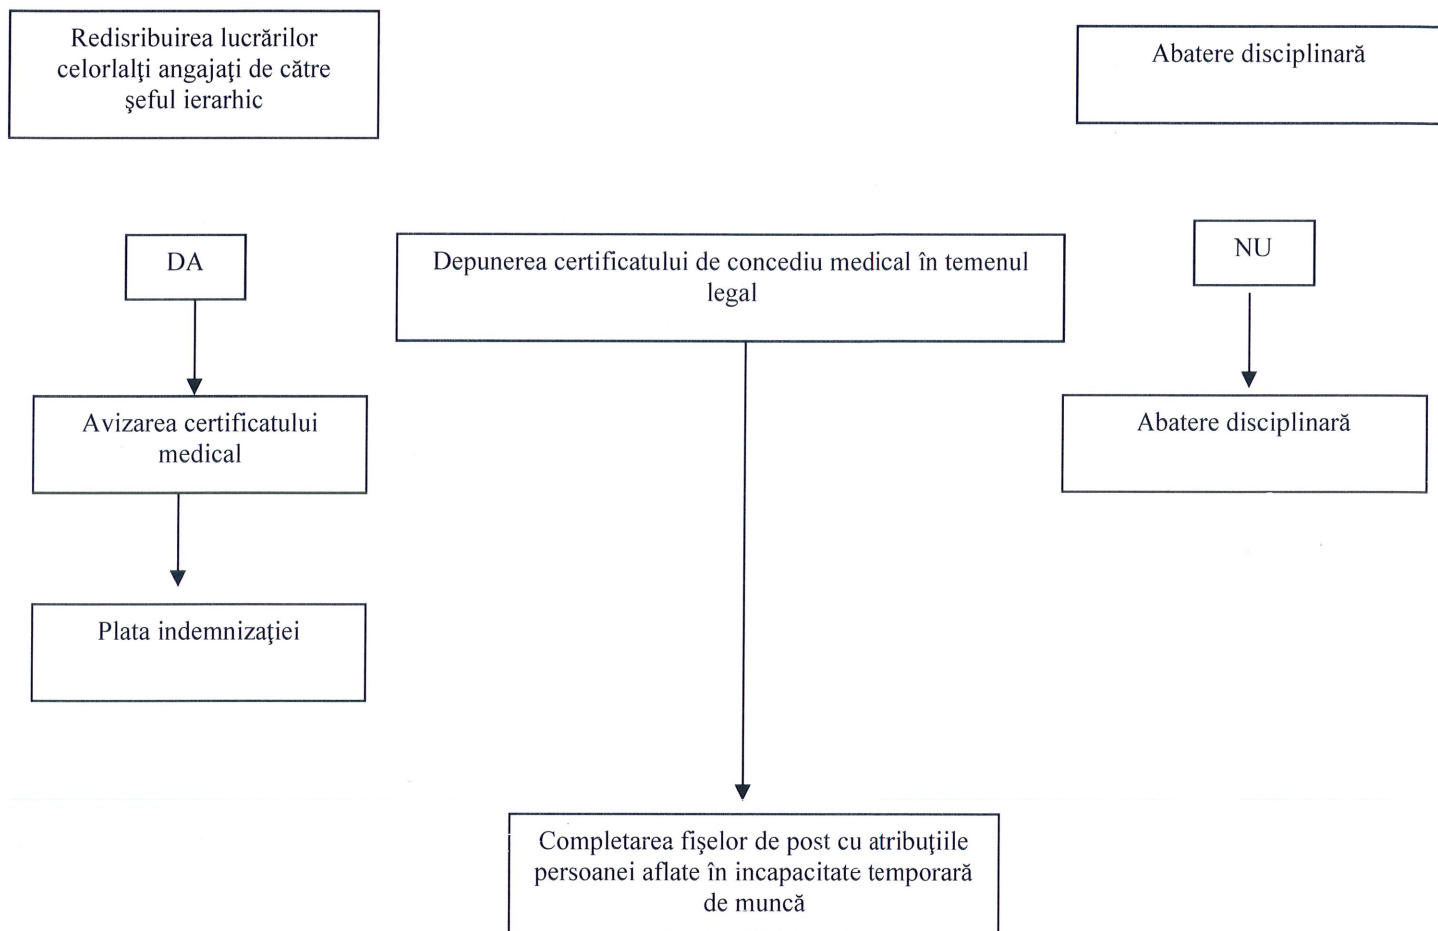 Redisribuirea lucrărilor
celorlalţi angajaţi de către
şeful ierarhic
Abatere disciplinară
DA
Depunerea certificatului de concediu medical în temenul
legal
NU
Avizarea certificatului
medical
Abatere disciplinară
Plata indemnizaţiei
Completarea fişelor de post cu atribuţiile
persoanei aflate în incapacitate temporară
de muncă